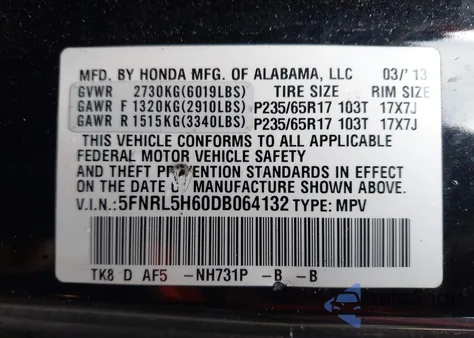 MFD. BY HONDA MFG. OF ALABAMA, LLC 03/'13
GVWR 2730KG(6019LBS) TIRE SIZE RIM SIZE
GAWR F 1320KG(2910LBS) P235/65R17 103T 17X7J
GAWR R 1515KG(3340LBS) P235/65R17 103T 17X7J
THIS VEHICLE CONFORMS TO ALL APPLICABLE
FEDERAL MOTOR VEHICLE SAFETY
AND THEFT PREVENTION STANDARDS IN EFFECT
ON THE DATE OF MANUFACTURE SHOWN ABOVE.
V.I.N.: 5FNRL5H60DB064132 TYPE: MPV
TK8 D AF5 -NH731P -B -B